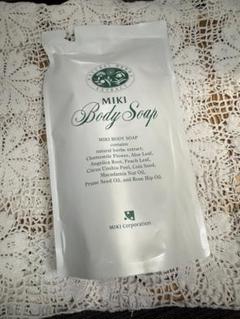 MIKI
Body Soap
MIKI BODY SOAP
contains
natural herbs, extract,
Chamomile Flower, Aloe Leaf,
Angelica Root, Peach Leaf,
Citrus Unshiu Peel, Coix Seed,
Macadamia Nut Oil,
Prune Seed Oil, and Rose Hip Oil.
MIKI Corporation